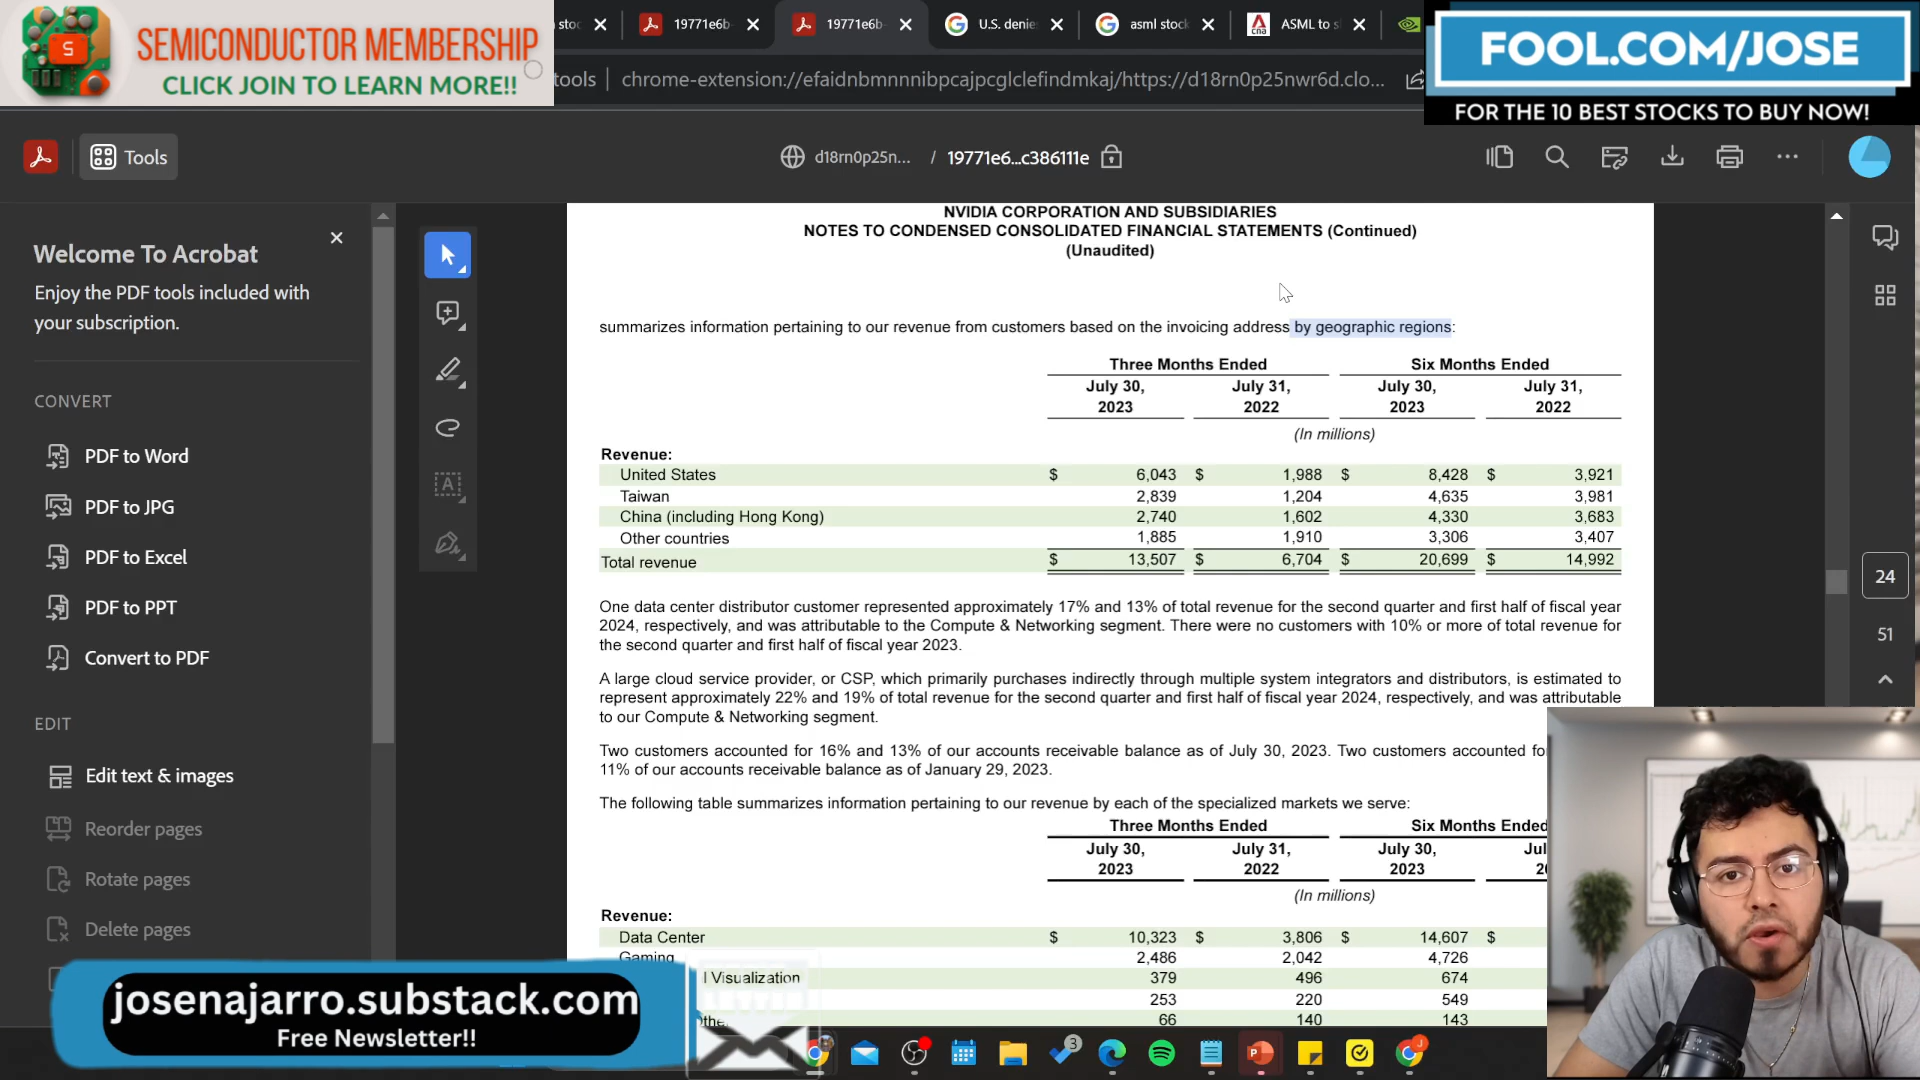 SEMICONDUCTOR MEMBERSHIP
CLICK JOIN TO LEARN MORE!!
S
19771e6b
19771e6b
U.S. denie
asml stock
ASML to s
FOOL.COM/JOSE
FOR THE 10 BEST STOCKS TO BUY NOW!
tools
chrome-extension://efaidnbmnnnibpcajpcglclefindmkaj/https://d18rn0p25nwr6d.clo...
Tools
d18rn0p25n... / 19771e6...c386111e
Welcome To Acrobat
Enjoy the PDF tools included with
your subscription.
CONVERT
PDF to Word
PDF to JPG
PDF to Excel
PDF to PPT
Convert to PDF
EDIT
Edit text & images
Reorder pages
Rotate pages
Delete pages
NVIDIA CORPORATION AND SUBSIDIARIES
NOTES TO CONDENSED CONSOLIDATED FINANCIAL STATEMENTS (Continued)
(Unaudited)
summarizes information pertaining to our revenue from customers based on the invoicing address by geographic regions:
Three Months Ended Six Months Ended
July 30, July 31, July 30, July 31,
2023 2022 2023 2022
(In millions)
Revenue:
United States $ 6,043 $ 1,988 $ 8,428 $ 3,921
Taiwan 2,839 1,204 4,635 3,981
China (including Hong Kong) 2,740 1,602 4,330 3,683
Other countries 1,885 1,910 3,306 3,407
Total revenue $ 13,507 $ 6,704 $ 20,699 $ 14,992
One data center distributor customer represented approximately 17% and 13% of total revenue for the second quarter and first half of fiscal year
2024, respectively, and was attributable to the Compute & Networking segment. There were no customers with 10% or more of total revenue for
the second quarter and first half of fiscal year 2023.
A large cloud service provider, or CSP, which primarily purchases indirectly through multiple system integrators and distributors, is estimated to
represent approximately 22% and 19% of total revenue for the second quarter and first half of fiscal year 2024, respectively, and was attributable
to our Compute & Networking segment.
Two customers accounted for 16% and 13% of our accounts receivable balance as of July 30, 2023. Two customers accounted fo
11% of our accounts receivable balance as of January 29, 2023.
The following table summarizes information pertaining to our revenue by each of the specialized markets we serve:
Three Months Ended Six Months Ended
July 30, July 31, July 30, Jul
2023 2022 2023 20
(In millions)
Revenue:
Data Center $ 10,323 $ 3,806 $ 14,607 $
Gaming 2,486 2,042 4,726
l Visualization 379 496 674
253 220 549
Othe 66 140 143
24
51
josenajarro.substack.com
Free Newsletter!!
3